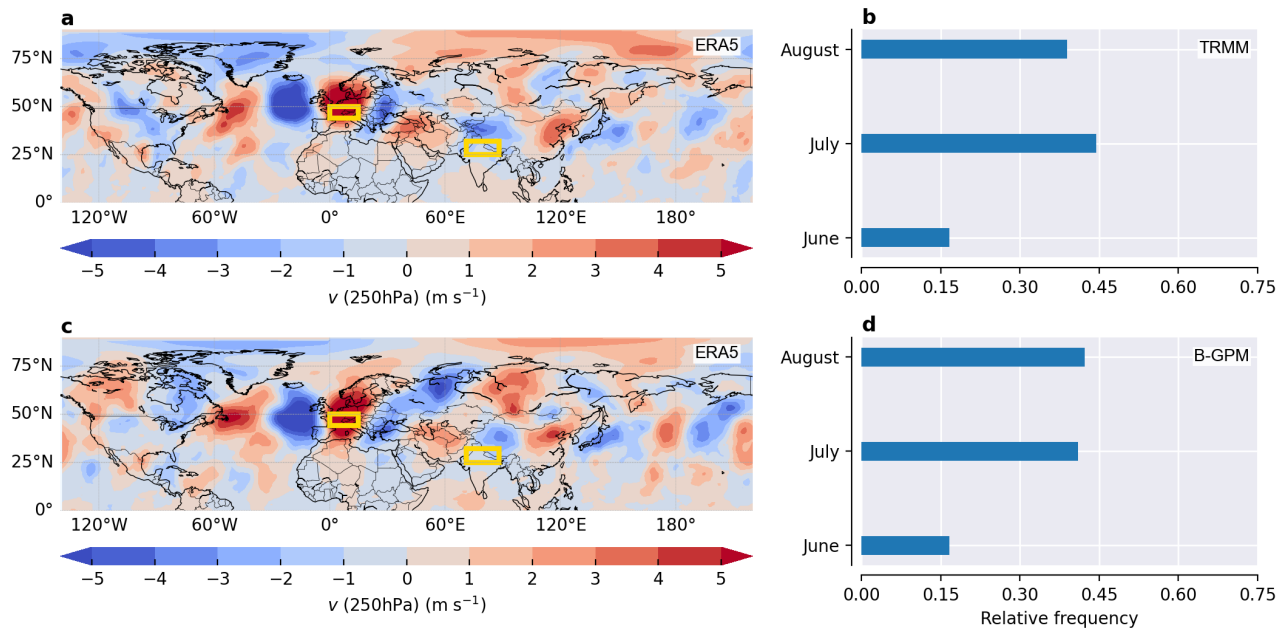 a
ERA5
75°N
50°N
25°N
0°
120°W 60°W 0°E 60°E 120°E 180°
−5 −4 −3 −2 −1 0 1 2 3 4 5
v (250hPa) (m s⁻¹)
b
TRMM
August
July
June
0.00 0.15 0.30 0.45 0.60 0.75
c
ERA5
75°N
50°N
25°N
0°
120°W 60°W 0°E 60°E 120°E 180°
−5 −4 −3 −2 −1 0 1 2 3 4 5
v (250hPa) (m s⁻¹)
d
B-GPM
August
July
June
0.00 0.15 0.30 0.45 0.60 0.75
Relative frequency